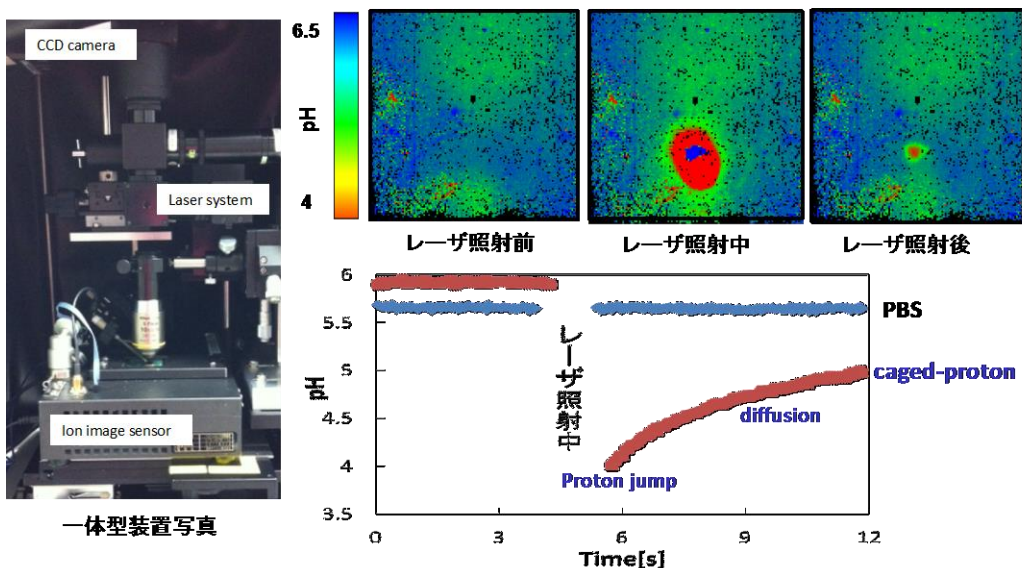 CCD camera
Laser system
Ion image sensor
一体型装置写真
6.5
pH
4
レーザ照射前
レーザ照射中
レーザ照射後
6
5.5
5
4.5
4
3.5
pH
レーザ照射中
PBS
caged-proton
diffusion
Proton jump
0
3
6
9
12
Time[s]